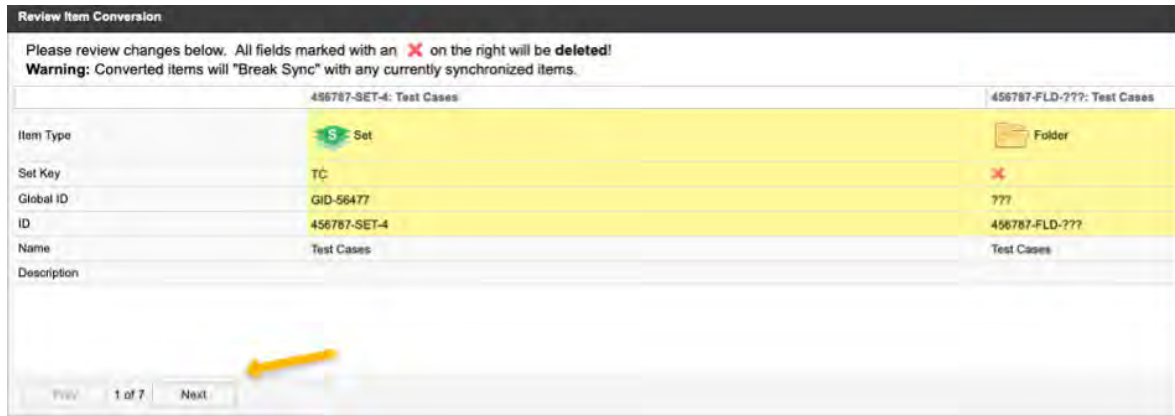 Review Item Conversion
Please review changes below. All fields marked with an ✗ on the right will be deleted!
Warning: Converted items will "Break Sync" with any currently synchronized items.
456787-SET-4: Test Cases 456787-FLD-???: Test Cases
Item Type S Set Folder
Set Key TC ✗
Global ID GID-56477 ???
ID 456787-SET-4 456787-FLD-???
Name Test Cases Test Cases
Description
Prev 1 of 7 Next